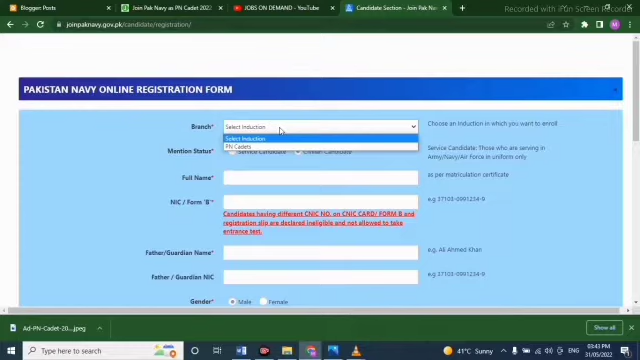 Blogger: Posts
Join Pak Navy as PN Cadet 2022
JOBS ON DEMAND - YouTube
Candidate Section - Join Pak Nav
Recorded with iFun Screen Recorder
joinpaknavy.gov.pk/candidate/registration/
PAKISTAN NAVY ONLINE REGISTRATION FORM
Branch*
Select Induction
Choose an Induction in which you want to enroll
Select Induction
PN Cadets
Mention Status*
Service Candidate
Civilian Candidate
Service Candidate: Those who are serving in
Army/Navy/Air Force in uniform only
Full Name*
as per matriculation certificate
NIC / Form 'B'*
e.g 37103-0991234-9
Candidates having different CNIC NO. on CNIC CARD/ FORM B and
registration slip are declared ineligible and not allowed to take
entrance test.
Father/Guardian Name*
e.g. Ali Ahmed Khan
Father / Guardian NIC
e.g 37103-0991234-9
Gender*
Male
Female
Ad-PN-Cadet-20....jpeg
Show all
Type here to search
41°C Sunny
ENG
03:43 PM
31/05/2022